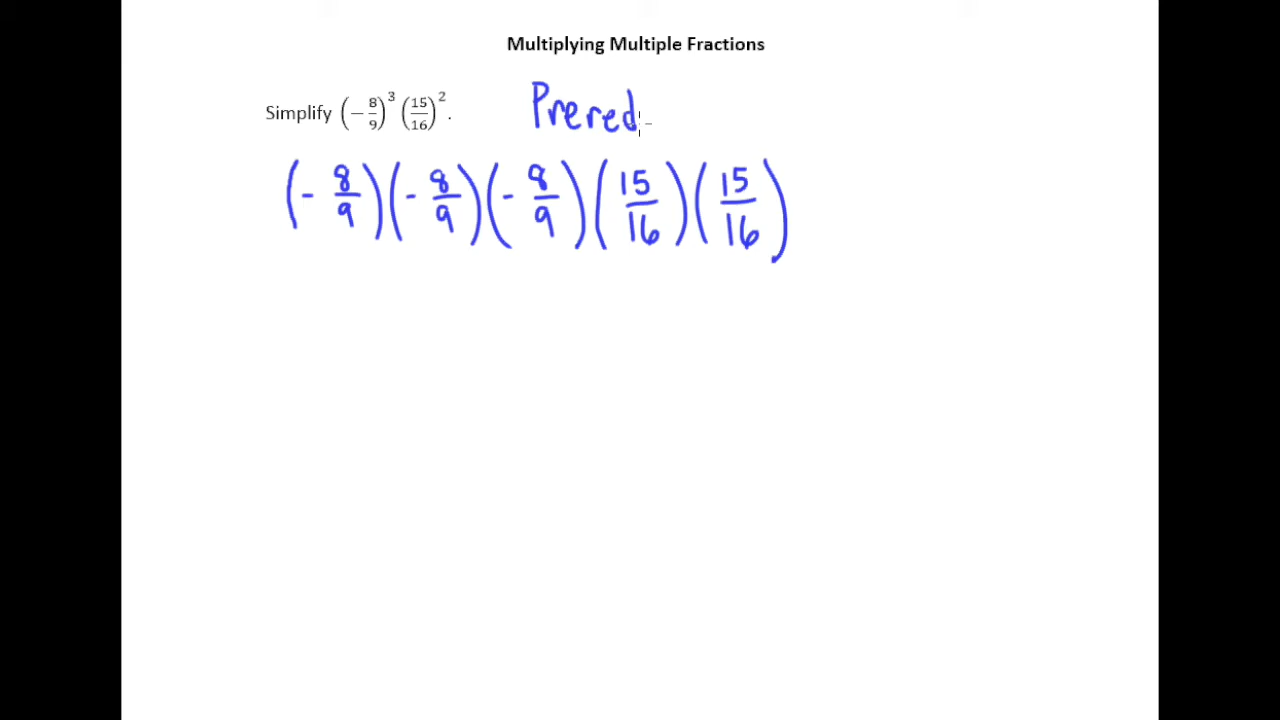 Multiplying Multiple Fractions
Simplify (−8/9)³ (15/16)².
Prered
(- 8/9)(- 8/9)(- 8/9)(15/16)(15/16)